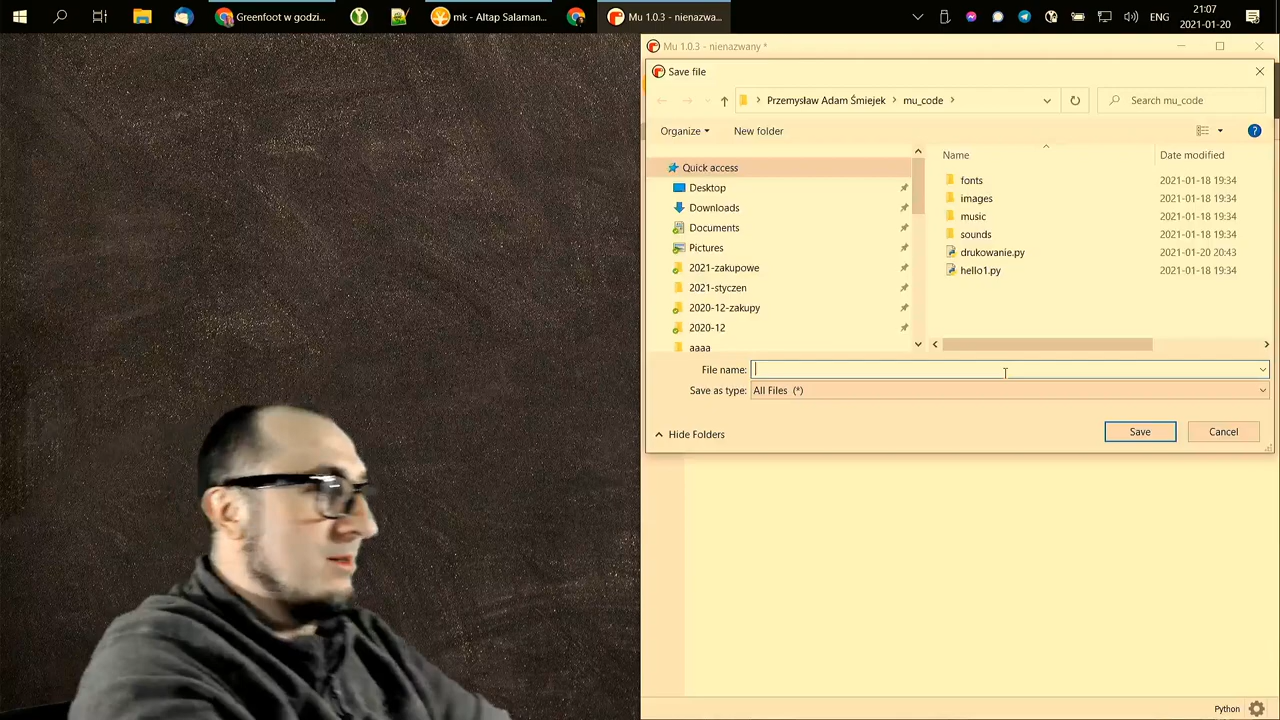 Greenfoot w godzi...
mk - Altap Salaman...
Mu 1.0.3 - nienazwa...
ENG
21:07
2021-01-20
Mu 1.0.3 - nienazwany *
Save file
Przemysław Adam Śmiejek
mu_code
Search mu_code
Organize
New folder
Quick access
Desktop
Downloads
Documents
Pictures
2021-zakupowe
2021-styczen
2020-12-zakupy
2020-12
aaaa
Name
Date modified
fonts
2021-01-18 19:34
images
2021-01-18 19:34
music
2021-01-18 19:34
sounds
2021-01-18 19:34
drukowanie.py
2021-01-20 20:43
hello1.py
2021-01-18 19:34
File name:
Save as type:
All Files (*)
Hide Folders
Save
Cancel
Python